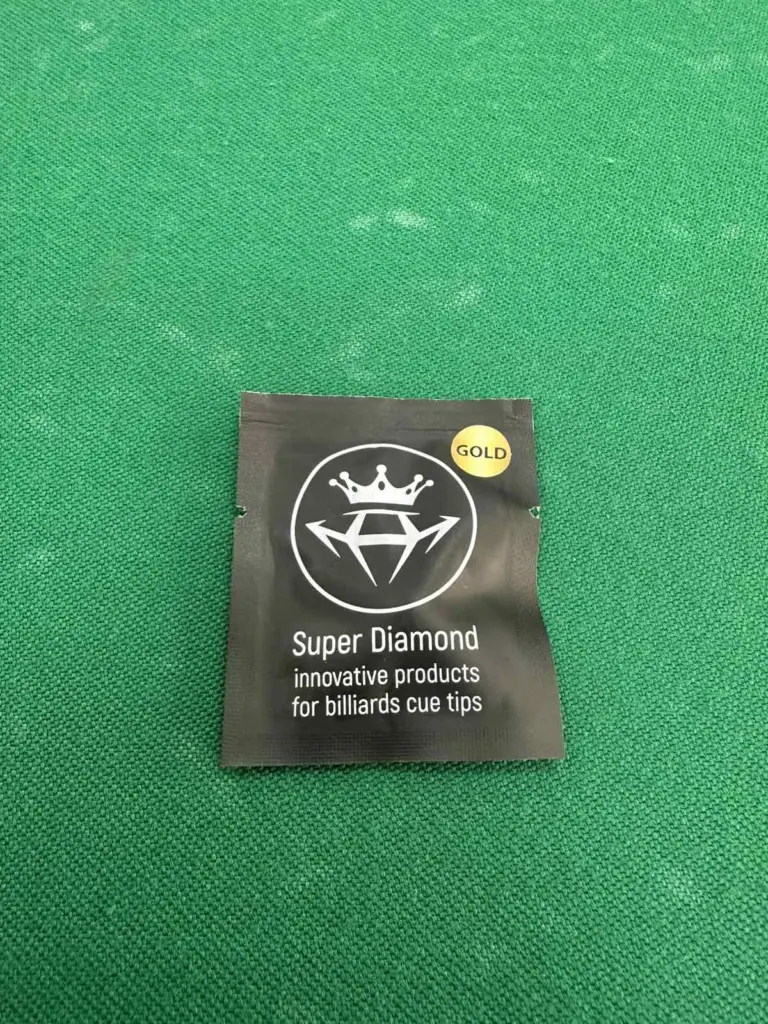 GOLD
Super Diamond
innovative products
for billiards cue tips